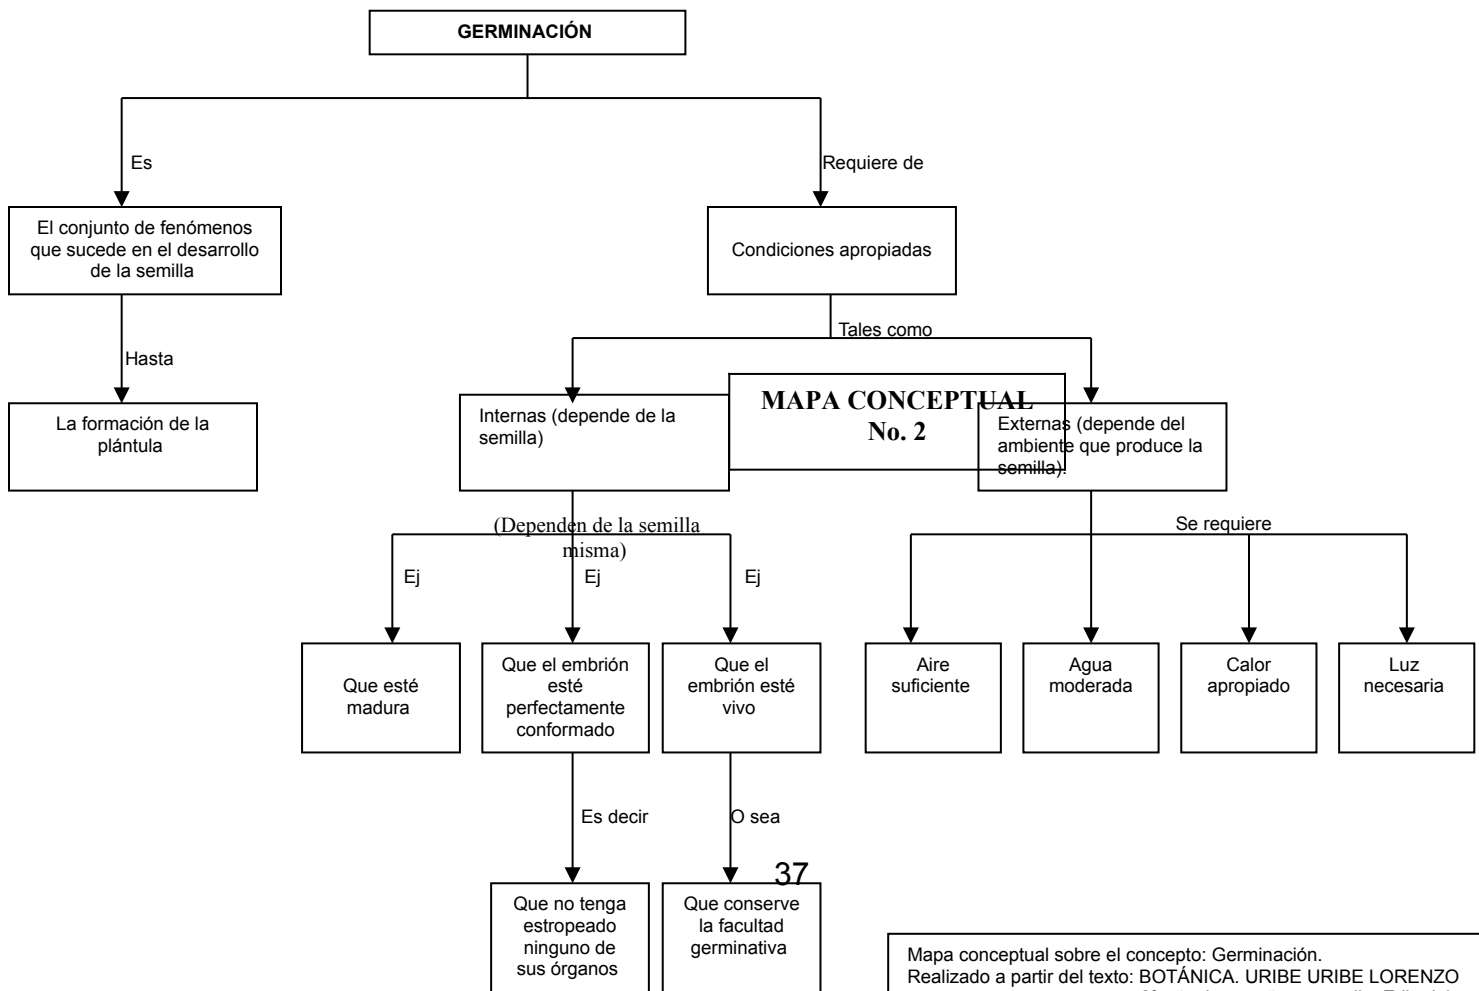 GERMINACIÓN
Es
Requiere de
El conjunto de fenómenos
que sucede en el desarrollo
de la semilla
Condiciones apropiadas
Tales como
Hasta
La formación de la
plántula
Internas (depende de la
semilla)
MAPA CONCEPTUAL
No. 2
Externas (depende del
ambiente que produce la
semilla).
(Dependen de la semilla
misma)
Se requiere
Ej
Ej
Ej
Que esté
madura
Que el embrión
esté
perfectamente
conformado
Que el
embrión esté
vivo
Aire
suficiente
Agua
moderada
Calor
apropiado
Luz
necesaria
Es decir
O sea
37
Que no tenga
estropeado
ninguno de
sus órganos
Que conserve
la facultad
germinativa
Mapa conceptual sobre el concepto: Germinación.
Realizado a partir del texto: BOTÁNICA. URIBE URIBE LORENZO